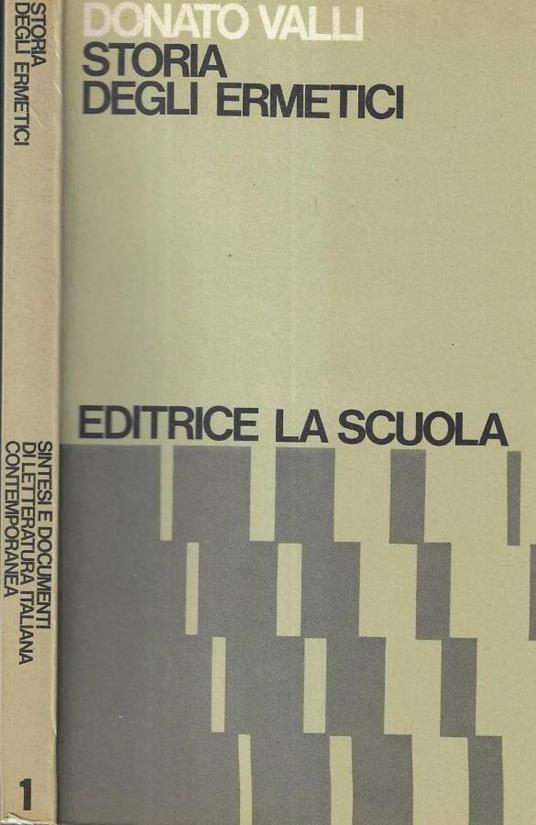 DONATO VALLI
STORIA
DEGLI ERMETICI
EDITRICE LA SCUOLA
STORIA
DEGLI ERMETICI
SINTESI E DOCUMENTI
DI LETTERATURA ITALIANA
CONTEMPORANEA
1